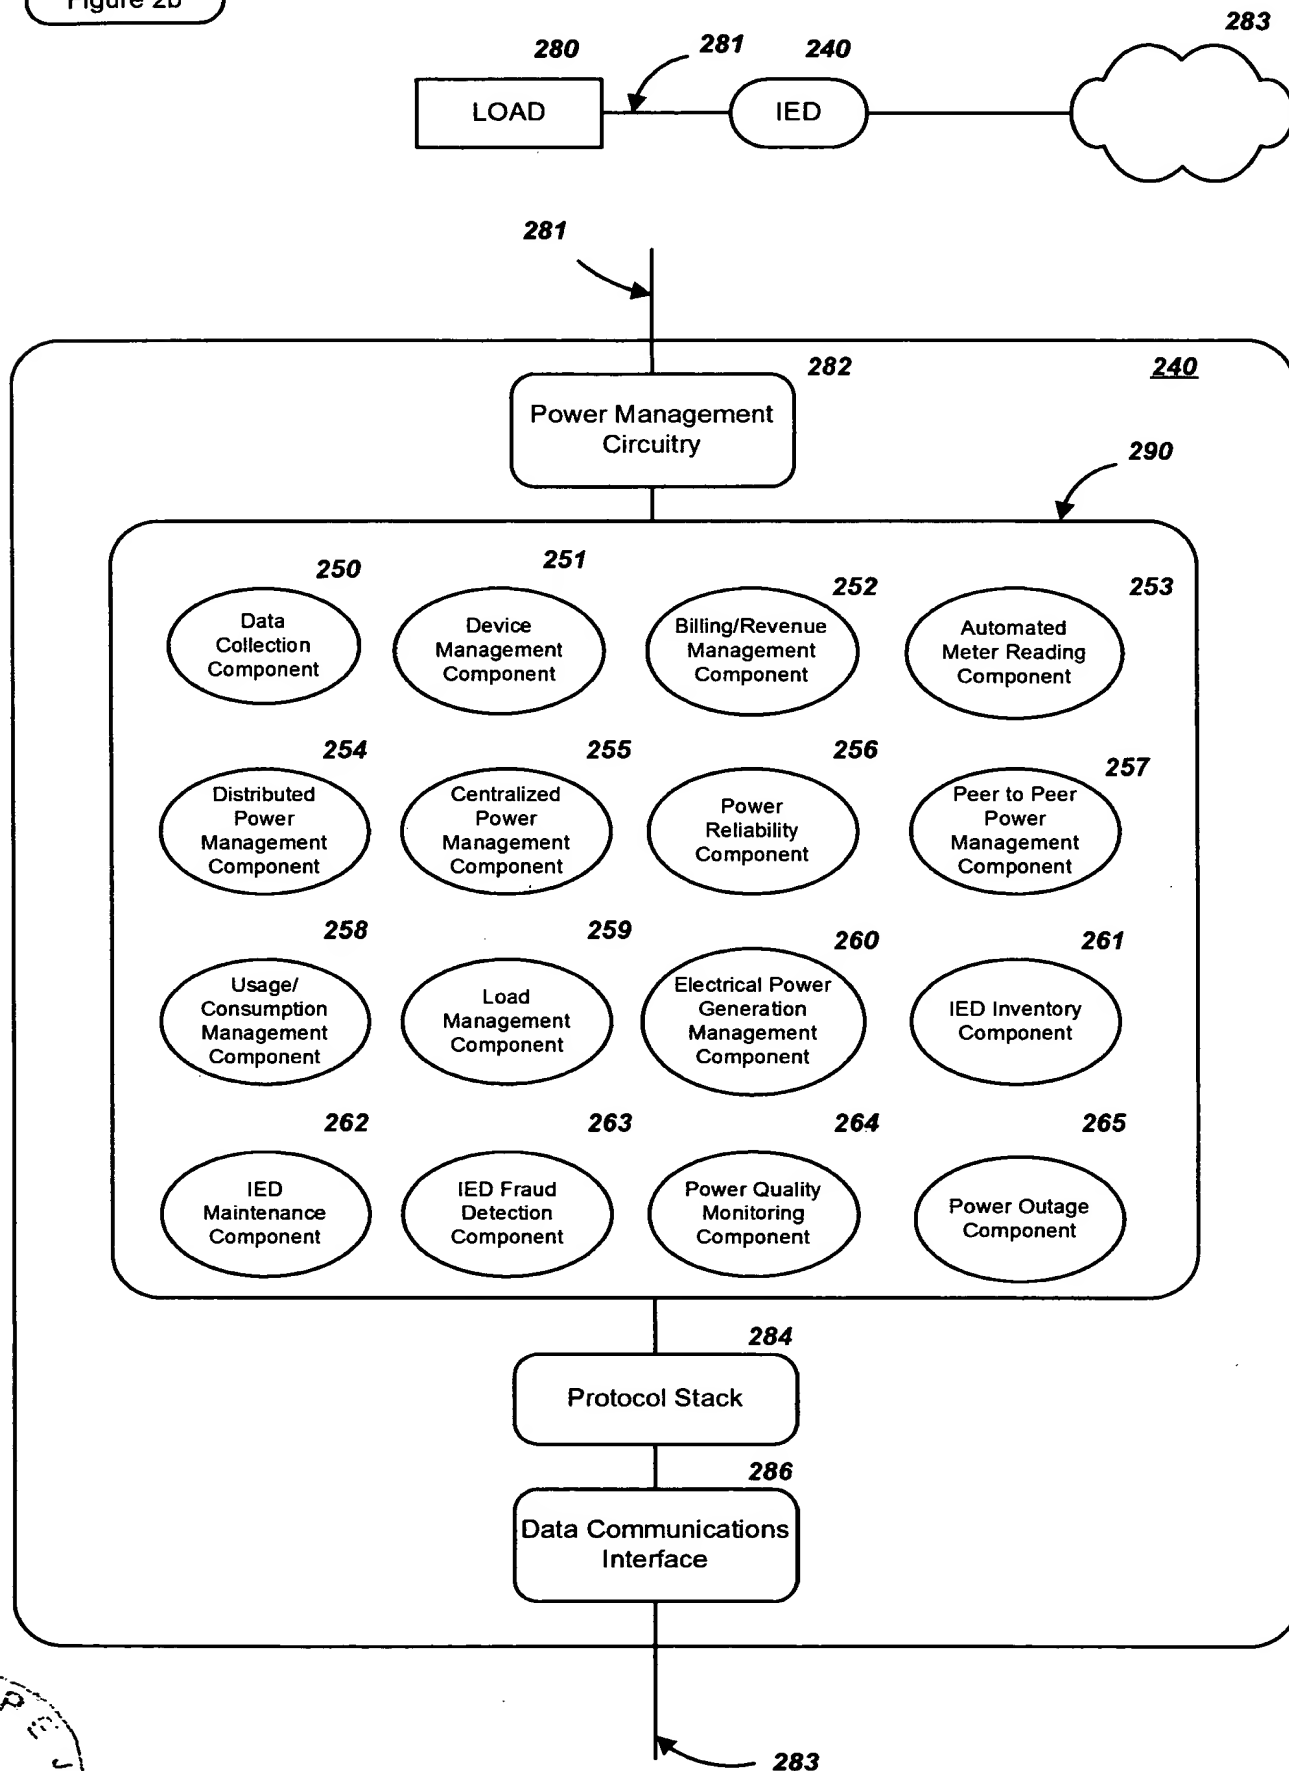 Figure 2b
283
280
281
240
LOAD
IED
281
282
240
Power Management
Circuitry
290
250
251
252
253
Data
Collection
Component
Device
Management
Component
Billing/Revenue
Management
Component
Automated
Meter Reading
Component
254
255
256
257
Distributed
Power
Management
Component
Centralized
Power
Management
Component
Power
Reliability
Component
Peer to Peer
Power
Management
Component
258
259
260
261
Usage/
Consumption
Management
Component
Load
Management
Component
Electrical Power
Generation
Management
Component
IED Inventory
Component
262
263
264
265
IED
Maintenance
Component
IED Fraud
Detection
Component
Power Quality
Monitoring
Component
Power Outage
Component
284
Protocol Stack
286
Data Communications
Interface
283